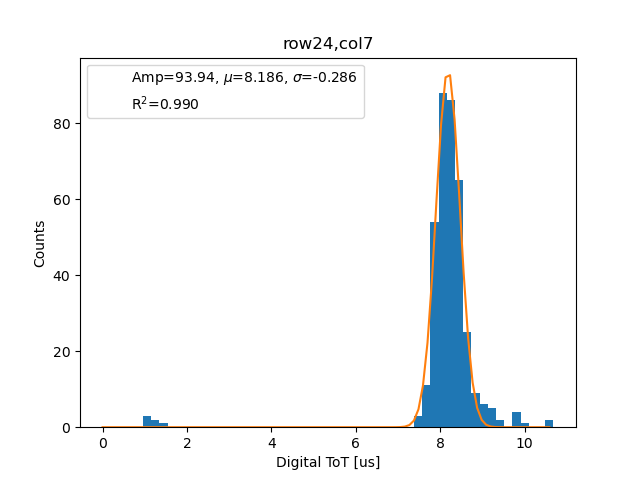 row24,col7
Amp=93.94, μ=8.186, σ=-0.286
R²=0.990
Counts
80
60
40
20
0
0 2 4 6 8 10
Digital ToT [us]